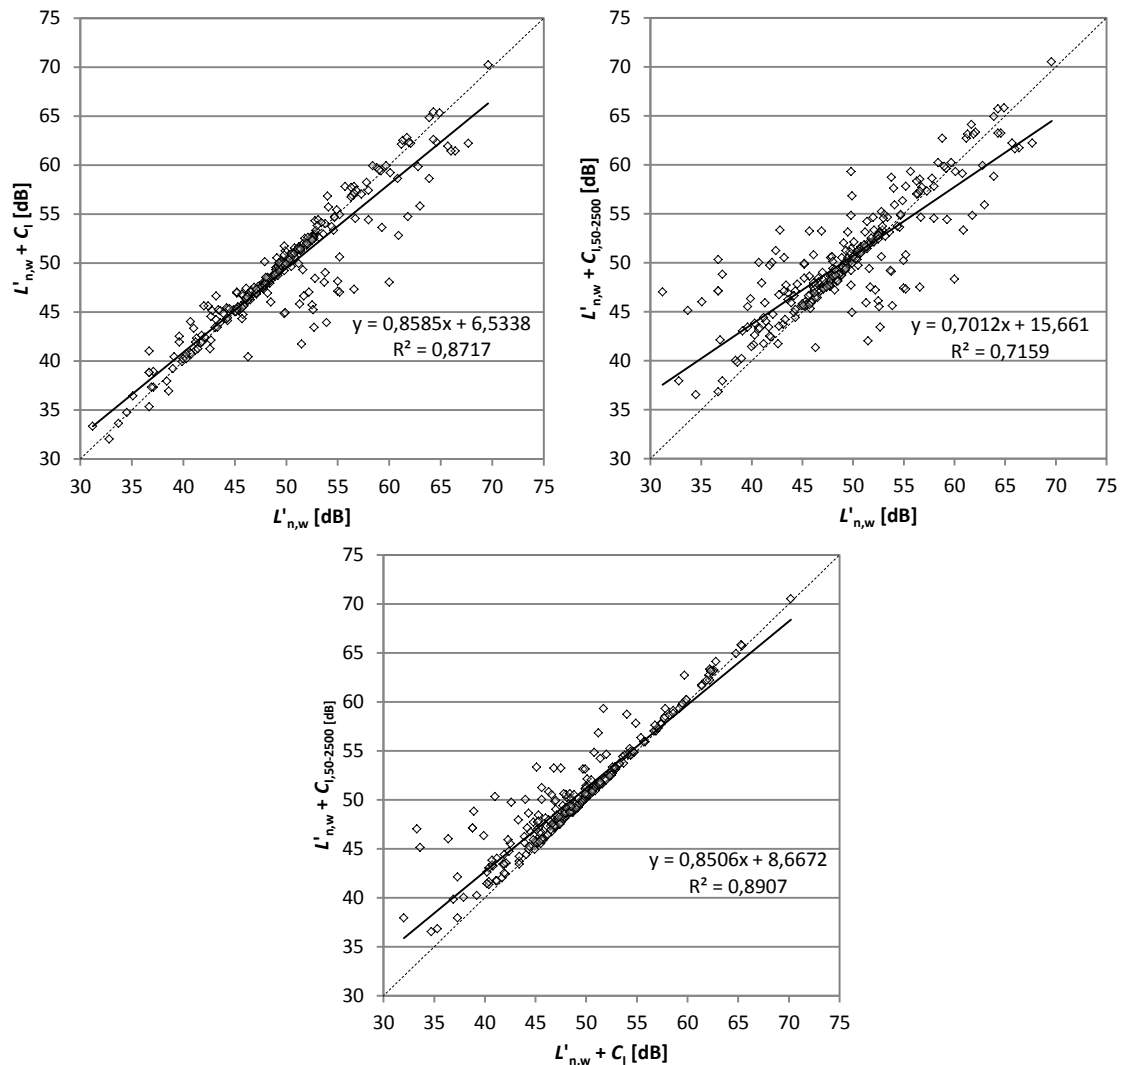 75
70
65
60
55
50
45
40
35
30
L'n,w + CI [dB]
y = 0,8585x + 6,5338
R² = 0,8717
30 35 40 45 50 55 60 65 70 75
L'n,w [dB]
75
70
65
60
55
50
45
40
35
30
L'n,w + CI,50-2500 [dB]
y = 0,7012x + 15,661
R² = 0,7159
30 35 40 45 50 55 60 65 70 75
L'n,w [dB]
75
70
65
60
55
50
45
40
35
30
L'n,w + CI,50-2500 [dB]
y = 0,8506x + 8,6672
R² = 0,8907
30 35 40 45 50 55 60 65 70 75
L'n,w + CI [dB]